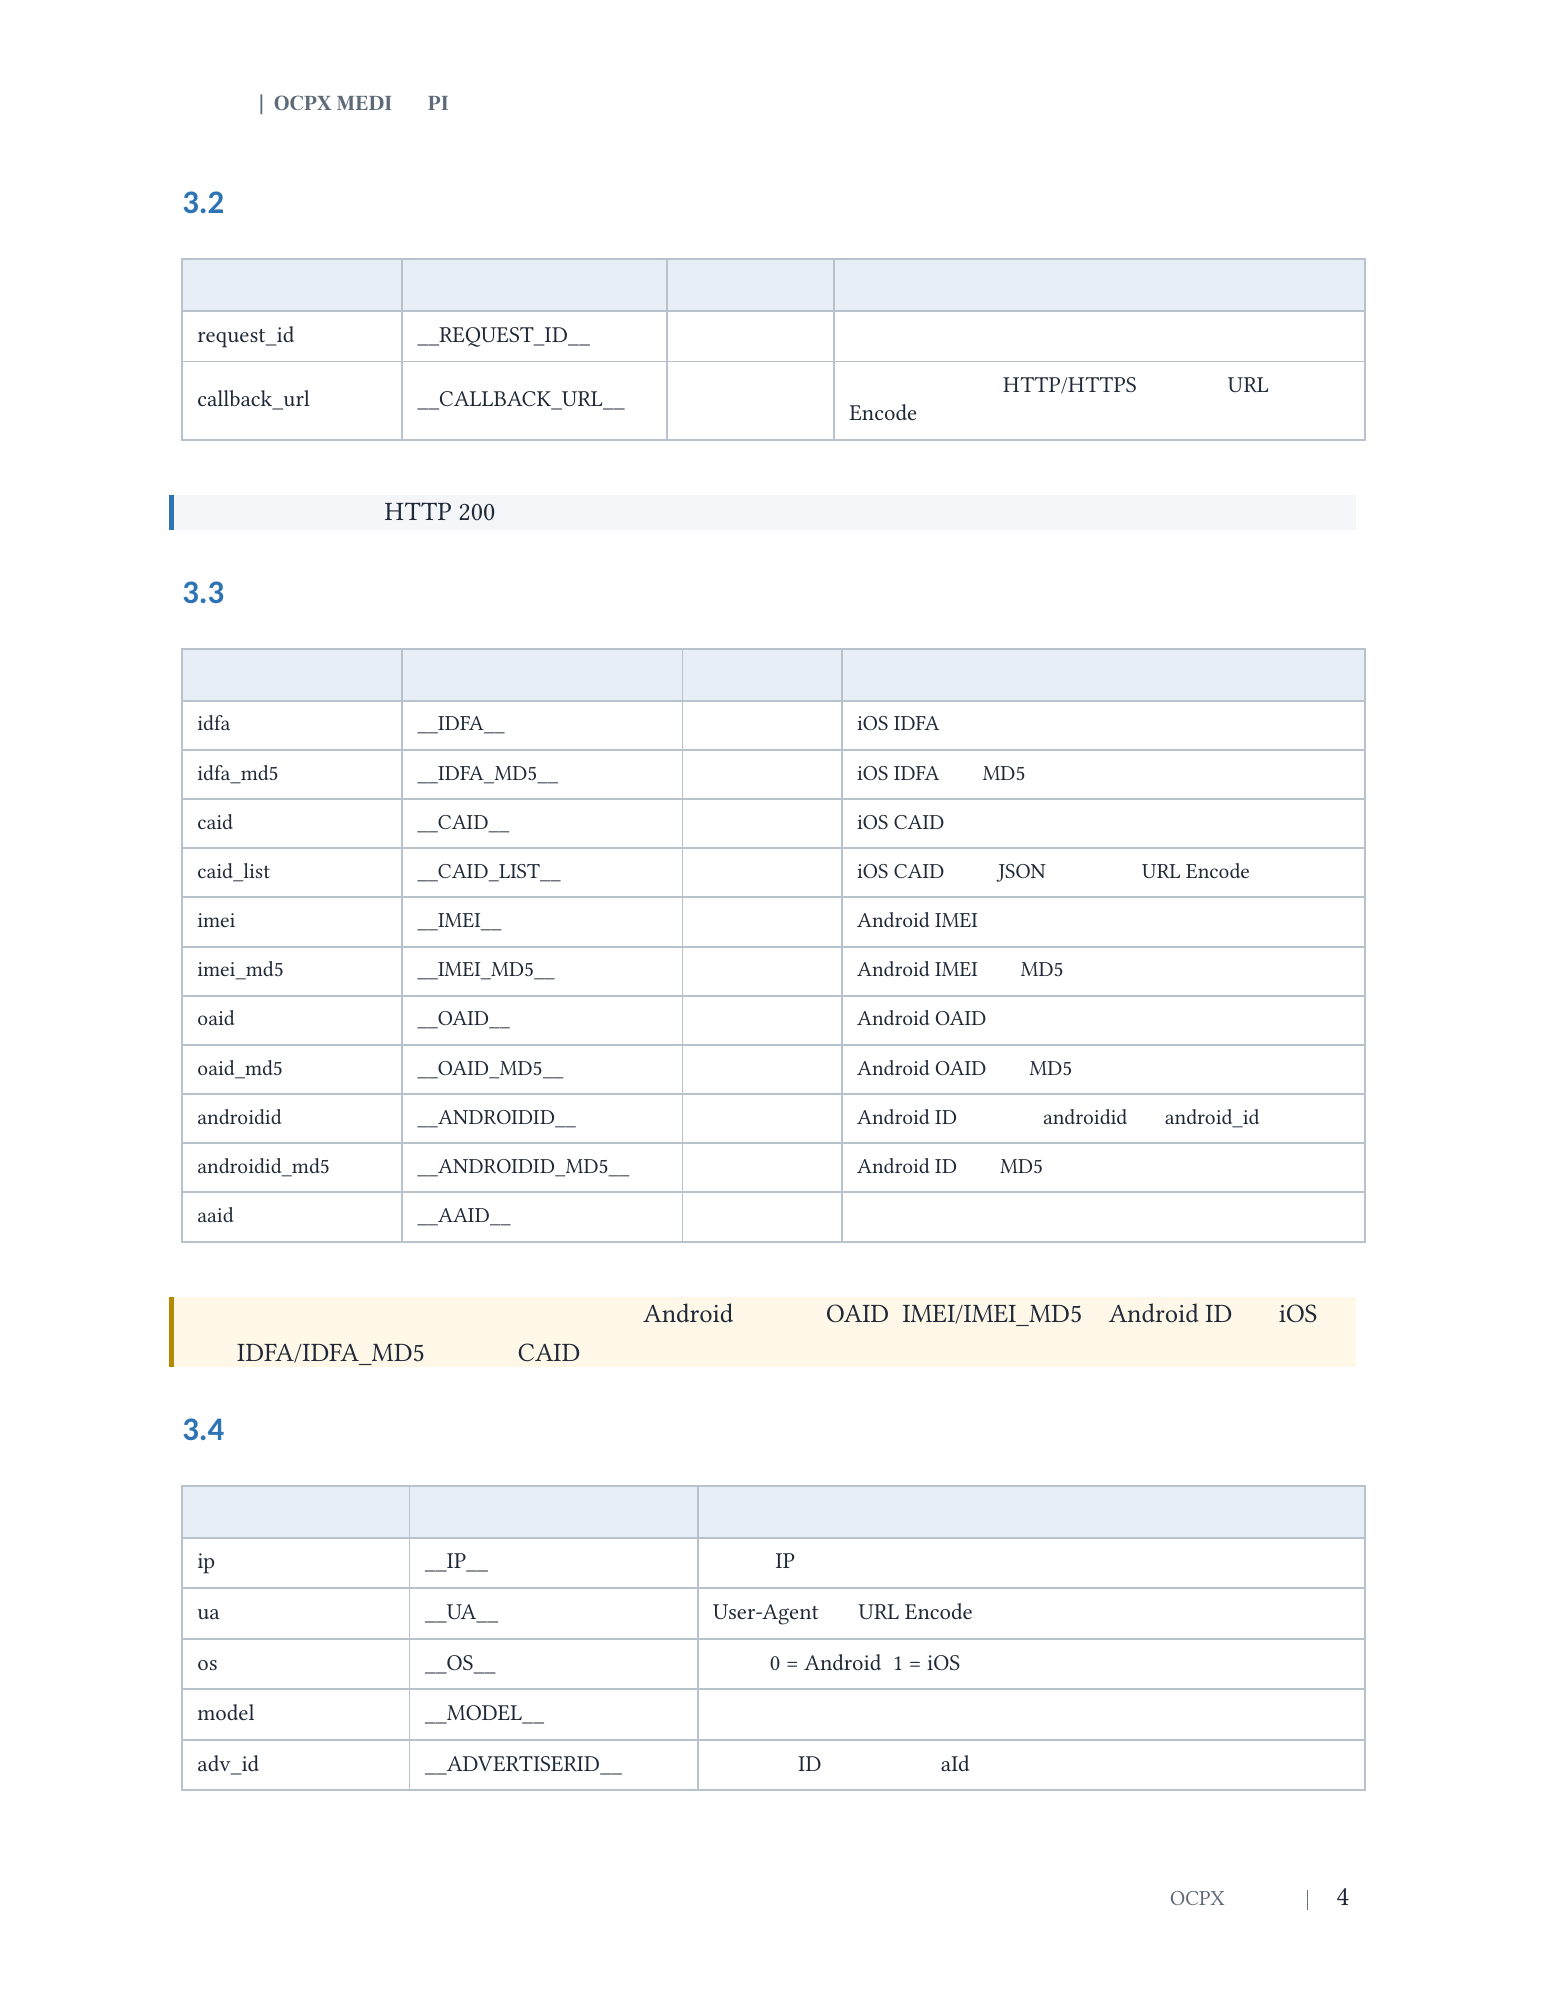 | OCPX MEDI PI
3.2
request_id __REQUEST_ID__
callback_url __CALLBACK_URL__ HTTP/HTTPS URL
Encode
HTTP 200
3.3
idfa __IDFA__ iOS IDFA
idfa_md5 __IDFA_MD5__ iOS IDFA MD5
caid __CAID__ iOS CAID
caid_list __CAID_LIST__ iOS CAID JSON URL Encode
imei __IMEI__ Android IMEI
imei_md5 __IMEI_MD5__ Android IMEI MD5
oaid __OAID__ Android OAID
oaid_md5 __OAID_MD5__ Android OAID MD5
androidid __ANDROIDID__ Android ID androidid android_id
androidid_md5 __ANDROIDID_MD5__ Android ID MD5
aaid __AAID__
Android OAID IMEI/IMEI_MD5 Android ID iOS
IDFA/IDFA_MD5 CAID
3.4
ip __IP__ IP
ua __UA__ User-Agent URL Encode
os __OS__ 0 = Android 1 = iOS
model __MODEL__
adv_id __ADVERTISERID__ ID aId
OCPX | 4